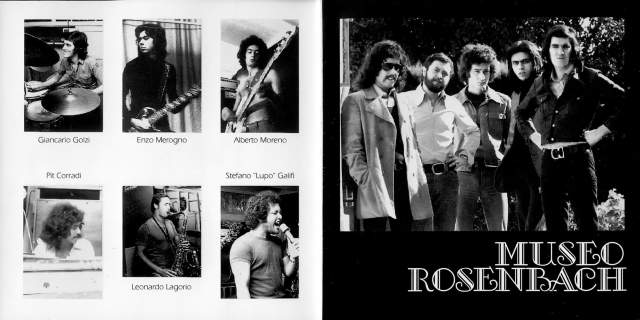 Giancarlo Golzi
Enzo Merogno
Alberto Moreno
Pit Corradi
Stefano "Lupo" Galifi
Leonardo Lagorio
MUSEO
ROSENBACH